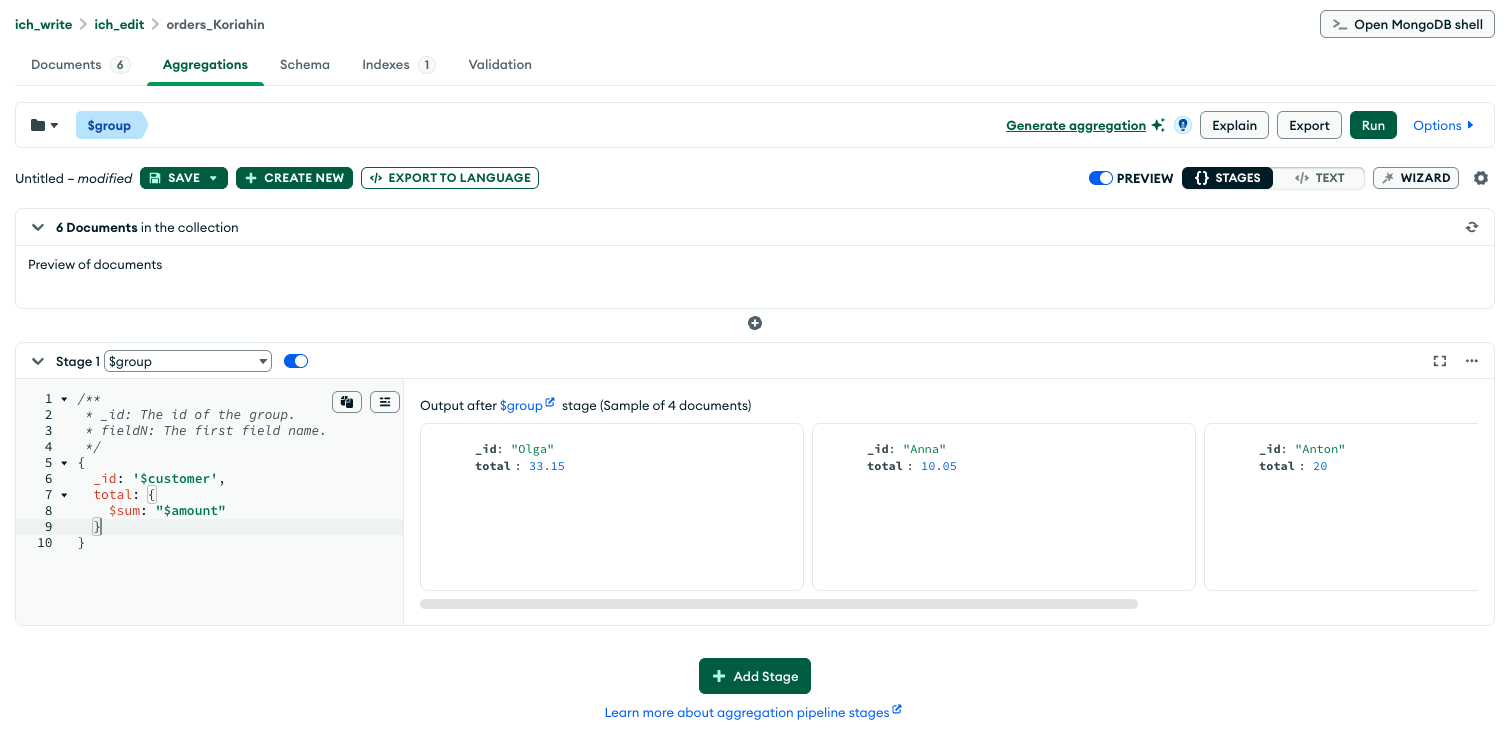 ich_write > ich_edit > orders_Koriahin
>_ Open MongoDB shell
Documents 6 Aggregations Schema Indexes 1 Validation
$group
Generate aggregation Explain Export Run Options
Untitled – modified SAVE + CREATE NEW </> EXPORT TO LANGUAGE
PREVIEW {} STAGES </> TEXT WIZARD
6 Documents in the collection
Preview of documents
Stage 1 $group
1 /**
2 * _id: The id of the group.
3 * fieldN: The first field name.
4 */
5 {
6 _id: '$customer',
7 total: {
8 $sum: "$amount"
9 }
10 }
Output after $group stage (Sample of 4 documents)
_id: "Olga"
total : 33.15
_id: "Anna"
total : 10.05
_id: "Anton"
total : 20
+ Add Stage
Learn more about aggregation pipeline stages